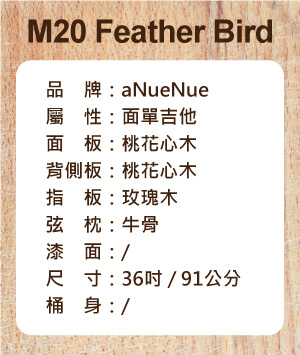 M20 Feather Bird
品　牌：aNueNue
屬　性：面單吉他
面　板：桃花心木
背側板：桃花心木
指　板：玫瑰木
弦　枕：牛骨
漆　面：/
尺　寸：36吋 / 91公分
桶　身：/